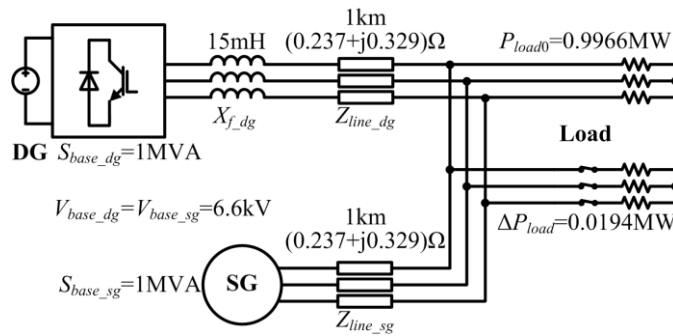 1km
15mH (0.237+j0.329)Ω P_load0=0.9966MW
X_f_dg Z_line_dg
Load
DG S_base_dg=1MVA
V_base_dg=V_base_sg=6.6kV
1km
(0.237+j0.329)Ω ΔP_load=0.0194MW
S_base_sg=1MVA SG
Z_line_sg